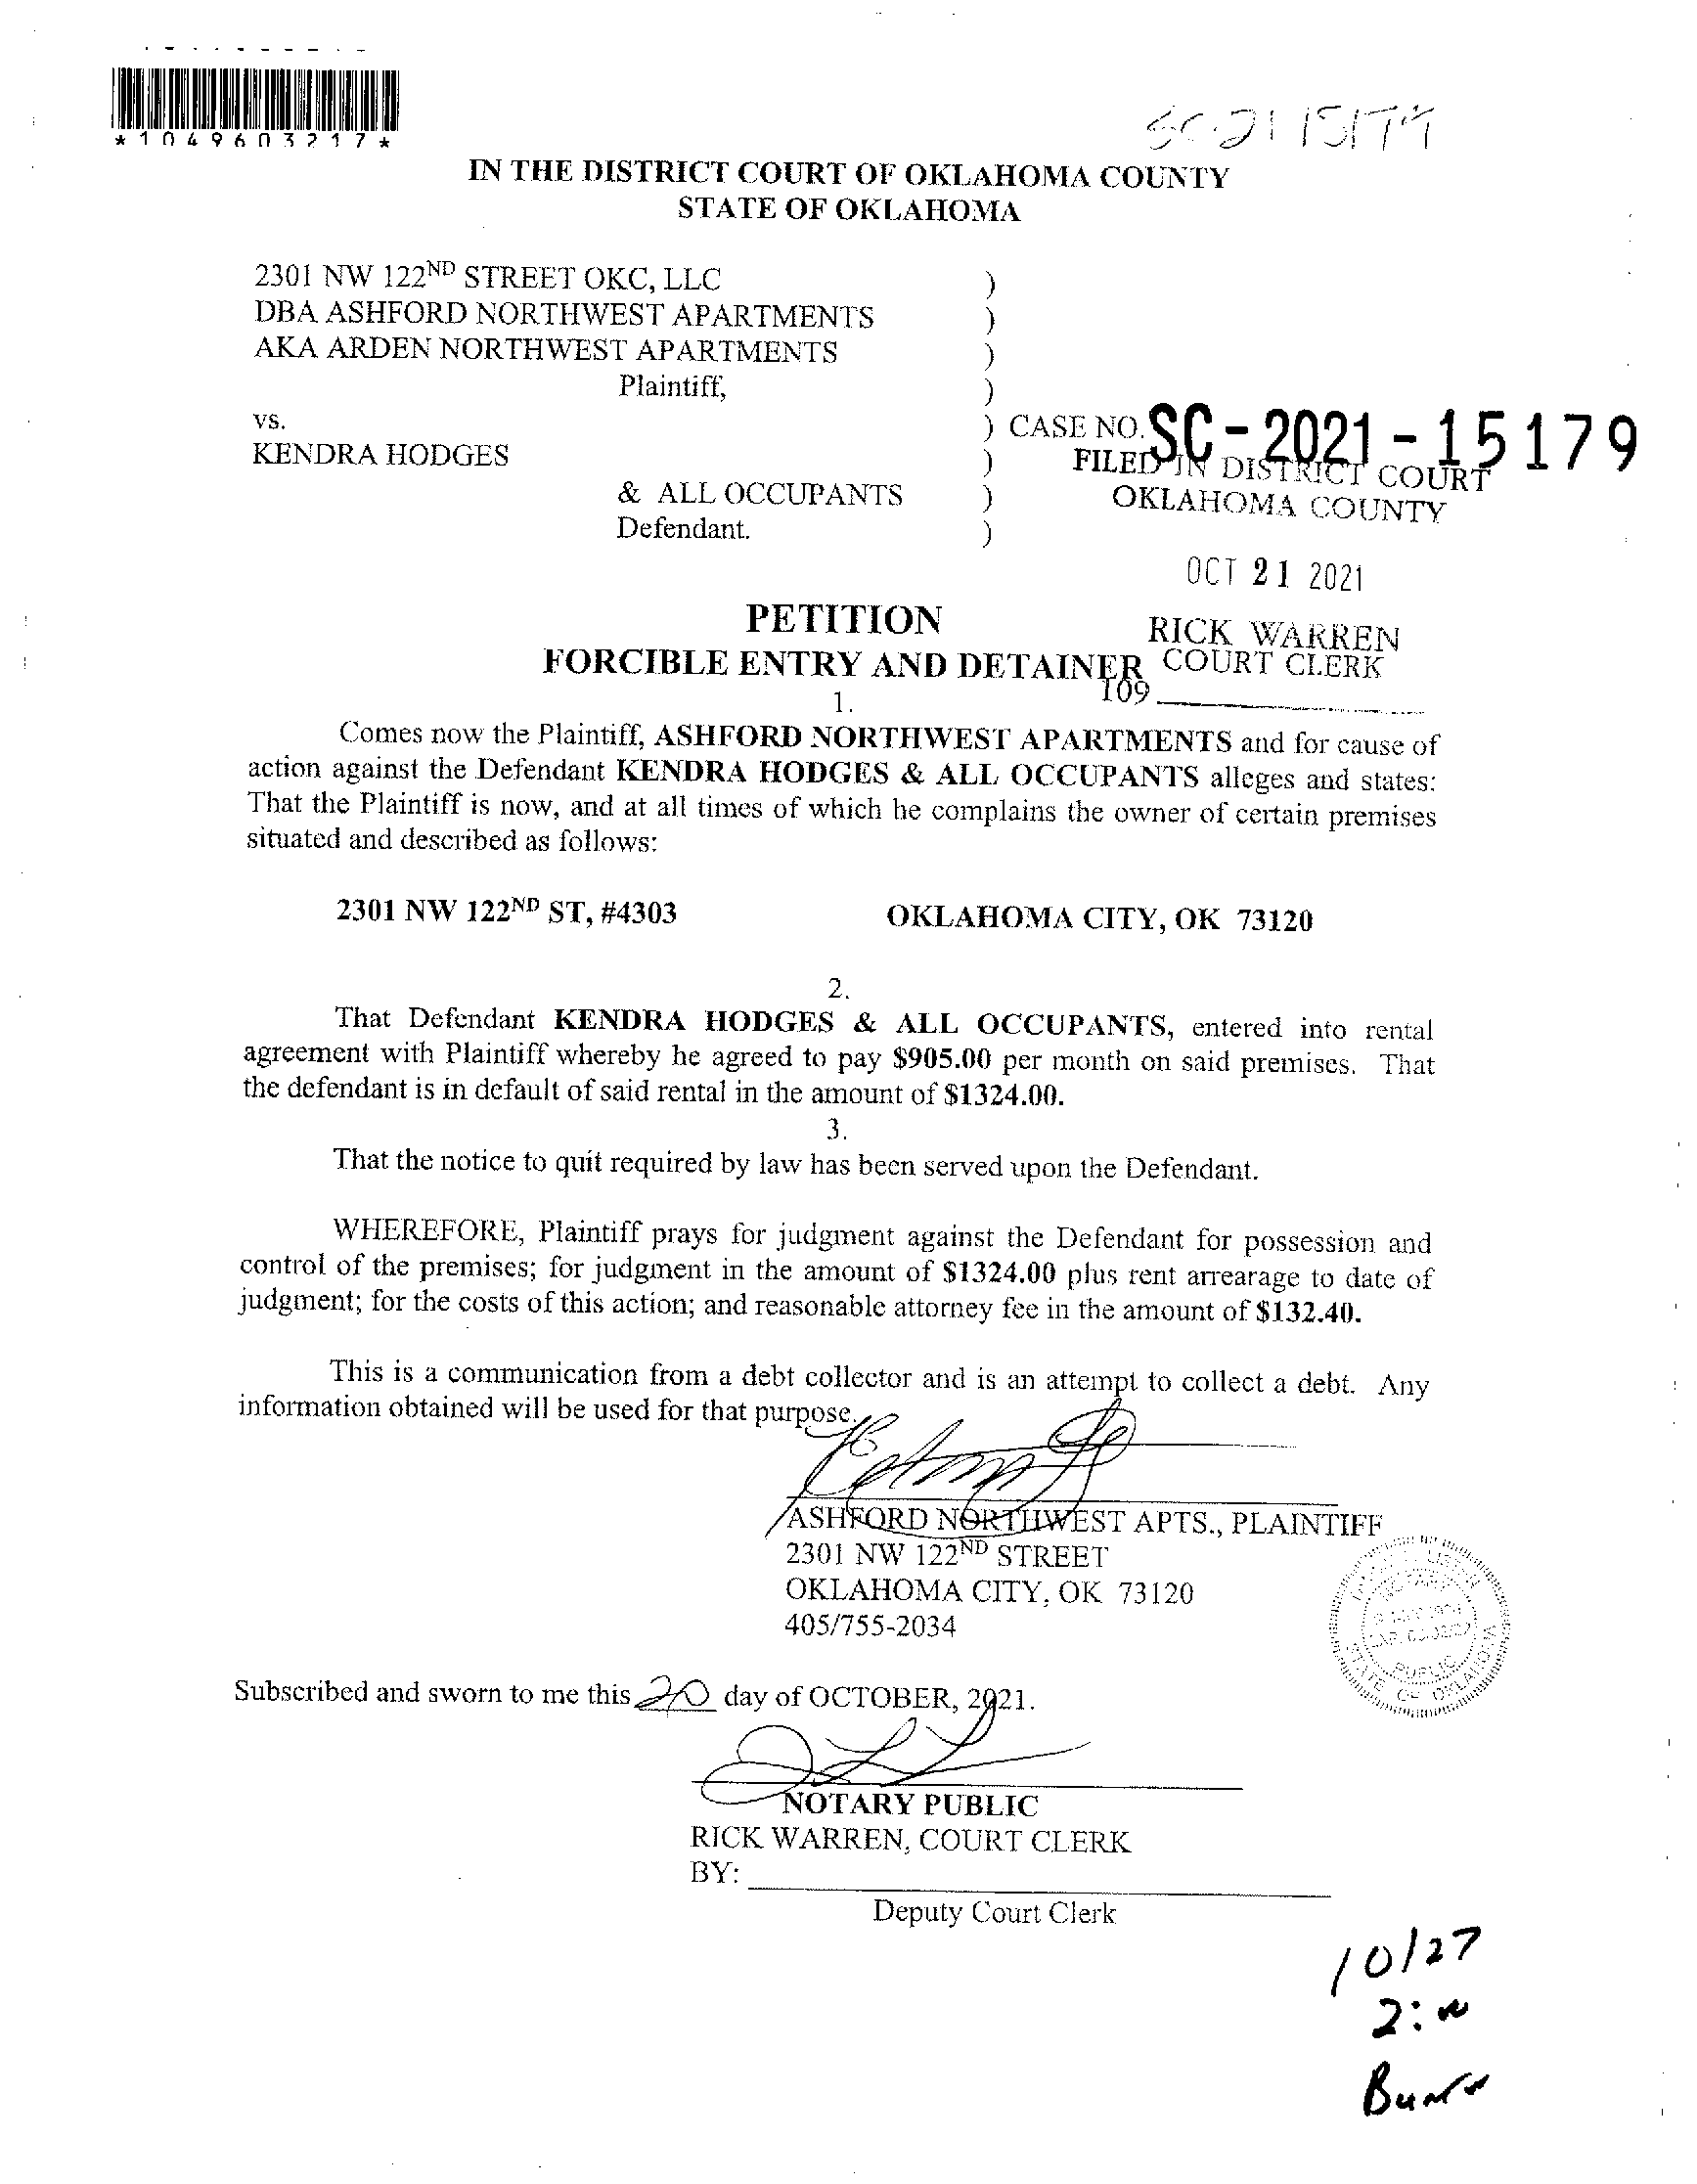 *1049603217*
IN THE DISTRICT COURT OF OKLAHOMA COUNTY
STATE OF OKLAHOMA
2301 NW 122ND STREET OKC, LLC )
DBA ASHFORD NORTHWEST APARTMENTS )
AKA ARDEN NORTHWEST APARTMENTS )
Plaintiff, )
vs. ) CASE NO. SC-2021-15179
KENDRA HODGES ) FILED IN DISTRICT COURT
& ALL OCCUPANTS ) OKLAHOMA COUNTY
Defendant. )
OCT 21 2021
PETITION
RICK WARREN
FORCIBLE ENTRY AND DETAINER COURT CLERK
109
1.
Comes now the Plaintiff, ASHFORD NORTHWEST APARTMENTS and for cause of
action against the Defendant KENDRA HODGES & ALL OCCUPANTS alleges and states:
That the Plaintiff is now, and at all times of which he complains the owner of certain premises
situated and described as follows:
2301 NW 122ND ST, #4303 OKLAHOMA CITY, OK 73120
2.
That Defendant KENDRA HODGES & ALL OCCUPANTS, entered into rental
agreement with Plaintiff whereby he agreed to pay $905.00 per month on said premises. That
the defendant is in default of said rental in the amount of $1324.00.
3.
That the notice to quit required by law has been served upon the Defendant.
WHEREFORE, Plaintiff prays for judgment against the Defendant for possession and
control of the premises; for judgment in the amount of $1324.00 plus rent arrearage to date of
judgment; for the costs of this action; and reasonable attorney fee in the amount of $132.40.
This is a communication from a debt collector and is an attempt to collect a debt. Any
information obtained will be used for that purpose.
ASHFORD NORTHWEST APTS., PLAINTIFF
2301 NW 122ND STREET
OKLAHOMA CITY, OK 73120
405/755-2034
NOTARY
PUBLIC
STATE OF OKLAHOMA
Subscribed and sworn to me this 20 day of OCTOBER, 2021.
NOTARY PUBLIC
RICK WARREN, COURT CLERK
BY:
Deputy Court Clerk
10/27